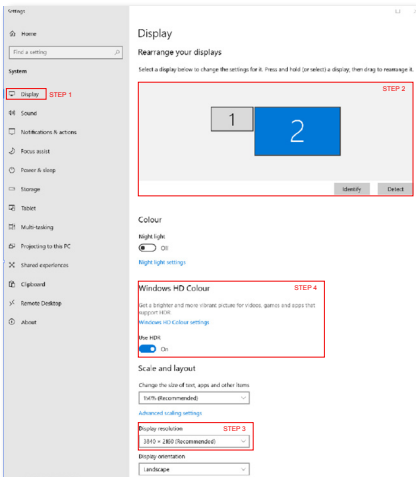 Settings
Home
Find a setting
System
Display
STEP 1
Sound
Notifications & actions
Focus assist
Power & sleep
Storage
Tablet
Multi-tasking
Projecting to this PC
Shared experiences
Clipboard
Remote Desktop
About
Display
Rearrange your displays
Select a display below to change the settings for it. Press and hold (or select) a display, then drag to rearrange it.
STEP 2
1
2
Identify
Detect
Colour
Night light
Off
Night light settings
Windows HD Colour
STEP 4
Get a brighter and more vibrant picture for videos, games and apps that
support HDR.
Windows HD Colour settings
Use HDR
On
Scale and layout
Change the size of text, apps and other items
(Recommended)
Advanced scaling settings
Display resolution
STEP 3
3840 × 2160 (Recommended)
Display orientation
Landscape